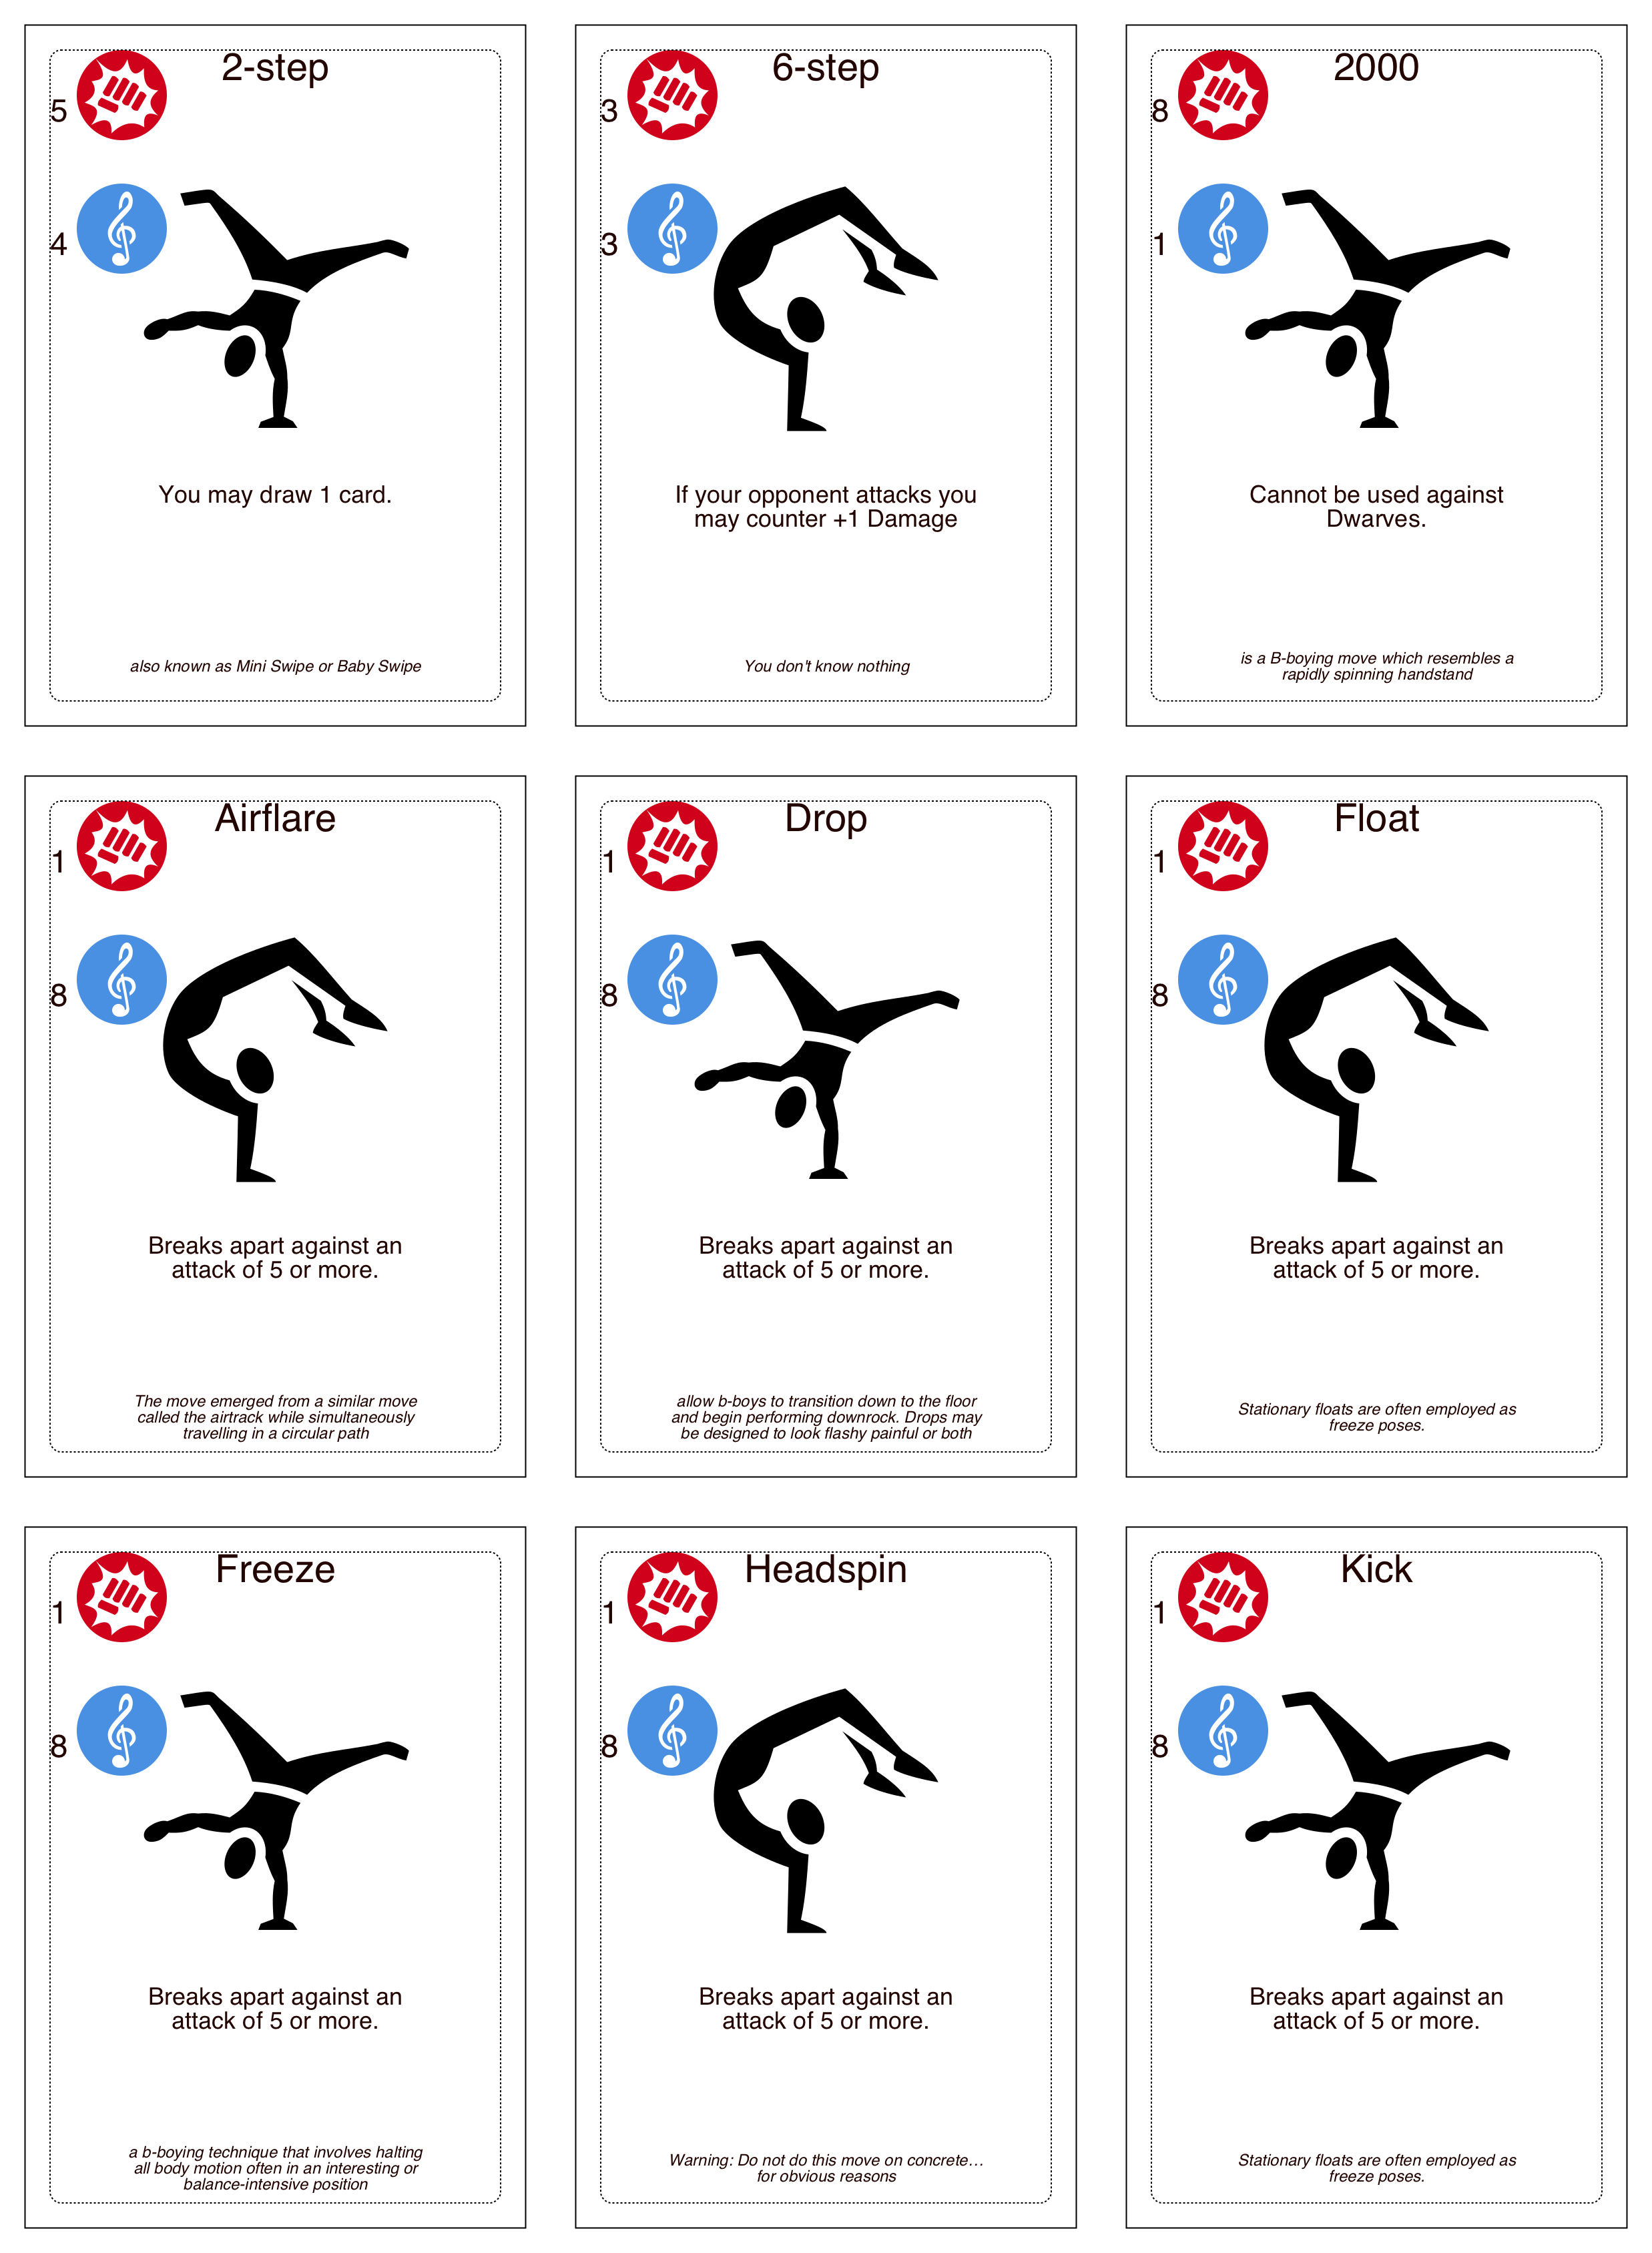 2-step
5
4
You may draw 1 card.
also known as Mini Swipe or Baby Swipe
6-step
3
3
If your opponent attacks you
may counter +1 Damage
You don't know nothing
2000
8
1
Cannot be used against
Dwarves.
is a B-boying move which resembles a
rapidly spinning handstand
Airflare
1
8
Breaks apart against an
attack of 5 or more.
The move emerged from a similar move
called the airtrack while simultaneously
travelling in a circular path
Drop
1
8
Breaks apart against an
attack of 5 or more.
allow b-boys to transition down to the floor
and begin performing downrock. Drops may
be designed to look flashy painful or both
Float
1
8
Breaks apart against an
attack of 5 or more.
Stationary floats are often employed as
freeze poses.
Freeze
1
8
Breaks apart against an
attack of 5 or more.
a b-boying technique that involves halting
all body motion often in an interesting or
balance-intensive position
Headspin
1
8
Breaks apart against an
attack of 5 or more.
Warning: Do not do this move on concrete…
for obvious reasons
Kick
1
8
Breaks apart against an
attack of 5 or more.
Stationary floats are often employed as
freeze poses.